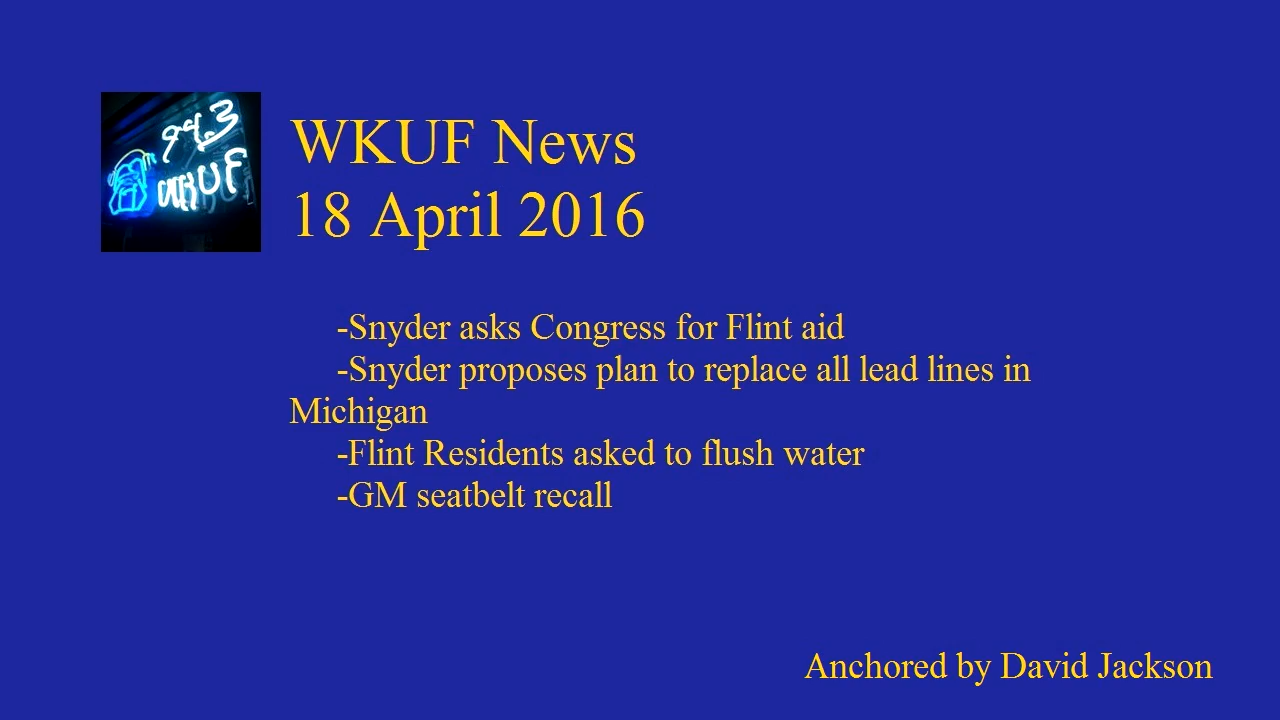 94.3
WKUF
WKUF News
18 April 2016
-Snyder asks Congress for Flint aid
-Snyder proposes plan to replace all lead lines in
Michigan
-Flint Residents asked to flush water
-GM seatbelt recall
Anchored by David Jackson